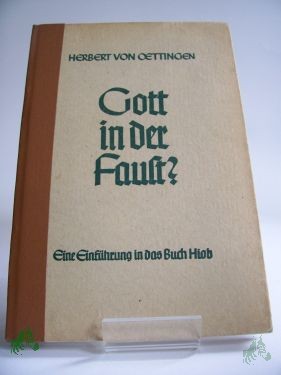 HERBERT VON OETTINGEN
Gott
in der
Faust?
Eine Einführung in das Buch Hiob